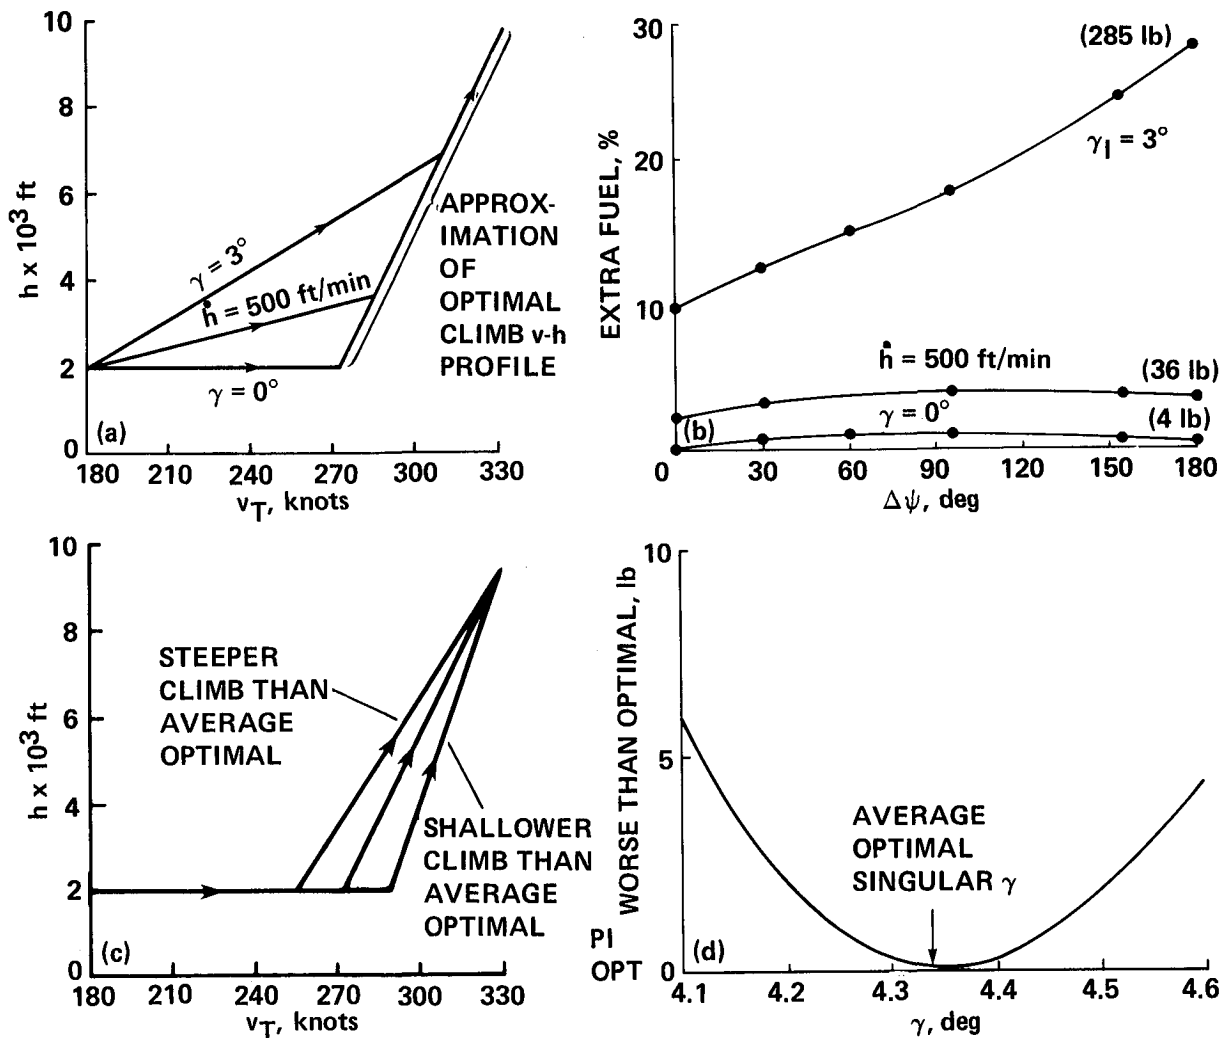 10
8
6
4
2
0
h x 10³ ft
γ = 3°
ḣ = 500 ft/min
γ = 0°
APPROX-
IMATION
OF
OPTIMAL
CLIMB v-h
PROFILE
(a)
180 210 240 270 300 330
vT, knots
30
20
10
0
EXTRA FUEL, %
(285 lb)
γI = 3°
ḣ = 500 ft/min
(36 lb)
γ = 0°
(4 lb)
(b)
30 60 90 120 150 180
Δψ, deg
10
8
6
4
2
0
h x 10³ ft
STEEPER
CLIMB THAN
AVERAGE
OPTIMAL
SHALLOWER
CLIMB THAN
AVERAGE
OPTIMAL
(c)
180 210 240 270 300 330
vT, knots
10
5
0
WORSE THAN OPTIMAL, lb
PI
OPT
AVERAGE
OPTIMAL
SINGULAR γ
(d)
4.1 4.2 4.3 4.4 4.5 4.6
γ, deg